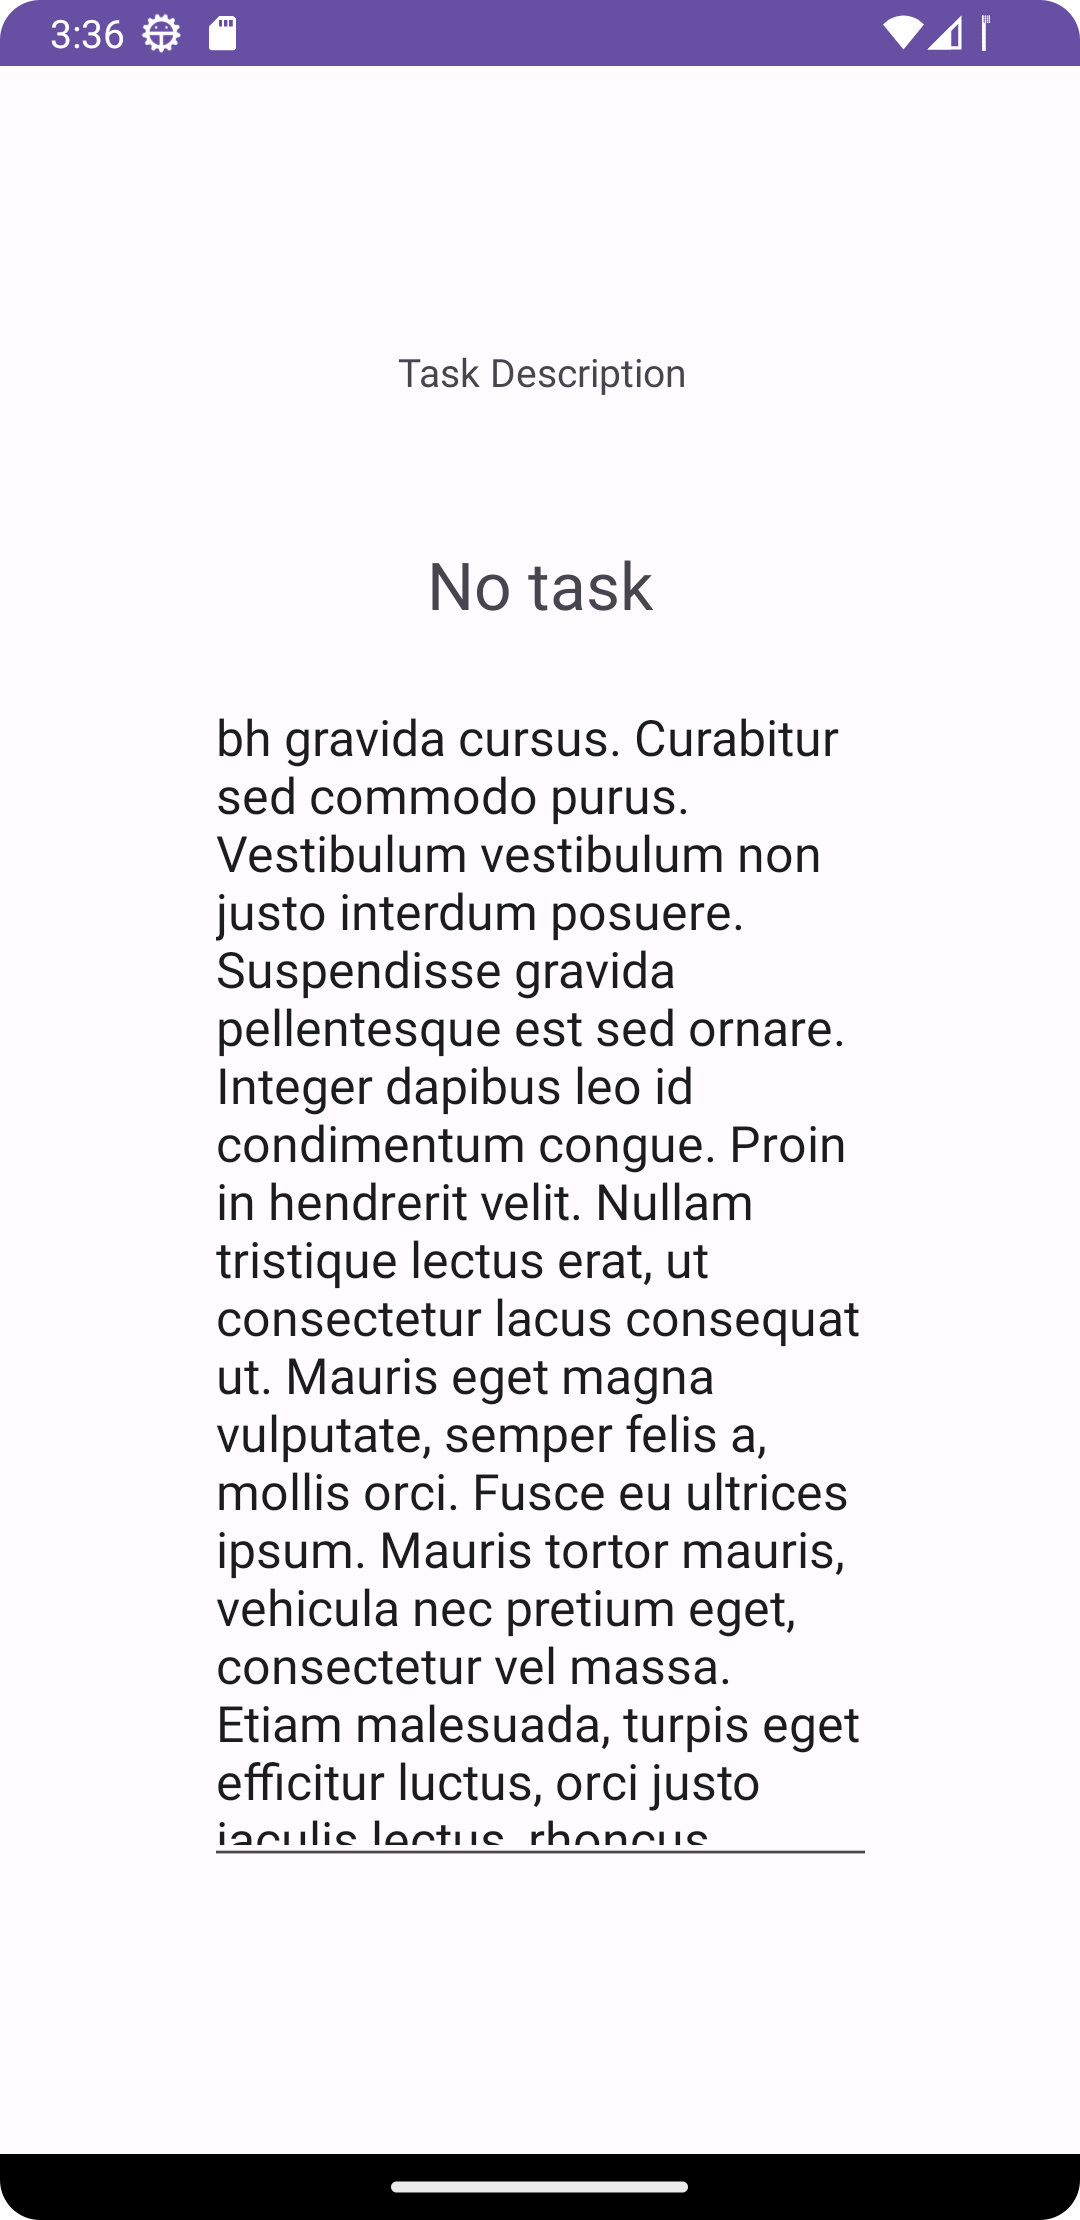 3:36
Task Description
No task
bh gravida cursus. Curabitur
sed commodo purus.
Vestibulum vestibulum non
justo interdum posuere.
Suspendisse gravida
pellentesque est sed ornare.
Integer dapibus leo id
condimentum congue. Proin
in hendrerit velit. Nullam
tristique lectus erat, ut
consectetur lacus consequat
ut. Mauris eget magna
vulputate, semper felis a,
mollis orci. Fusce eu ultrices
ipsum. Mauris tortor mauris,
vehicula nec pretium eget,
consectetur vel massa.
Etiam malesuada, turpis eget
efficitur luctus, orci justo
iaculis lectus, rhoncus